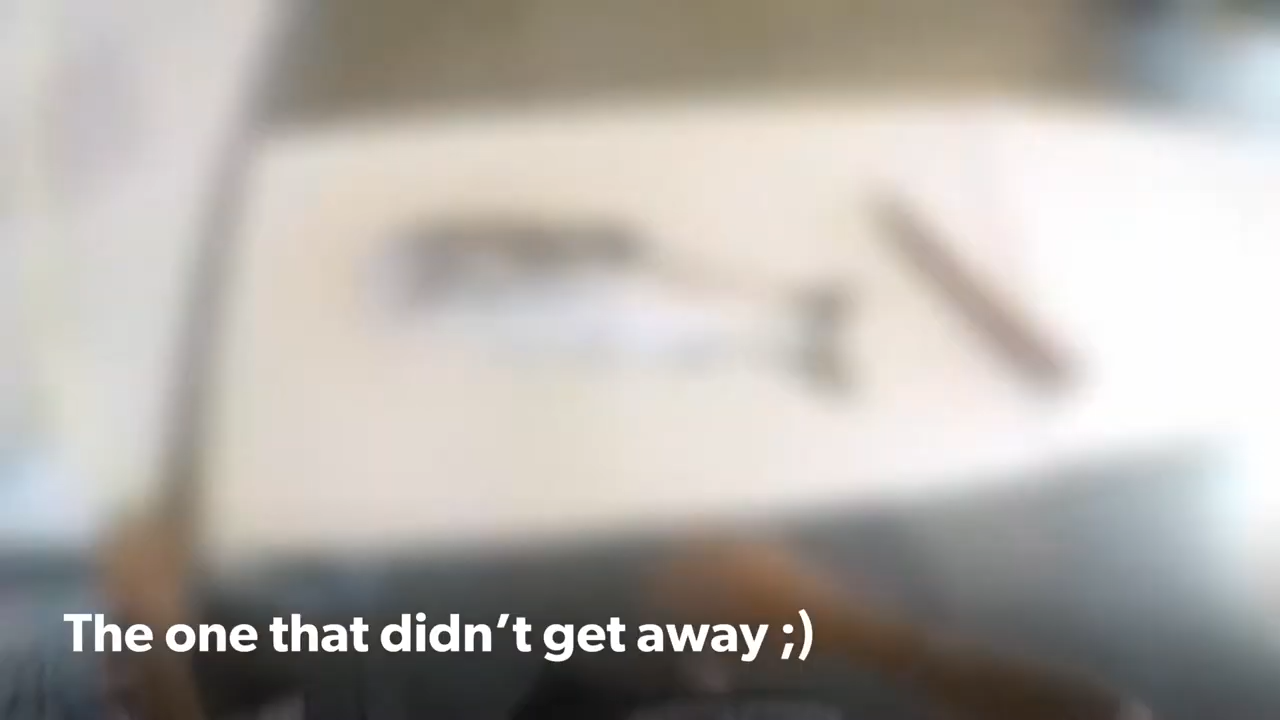 The one that didn’t get away ;)